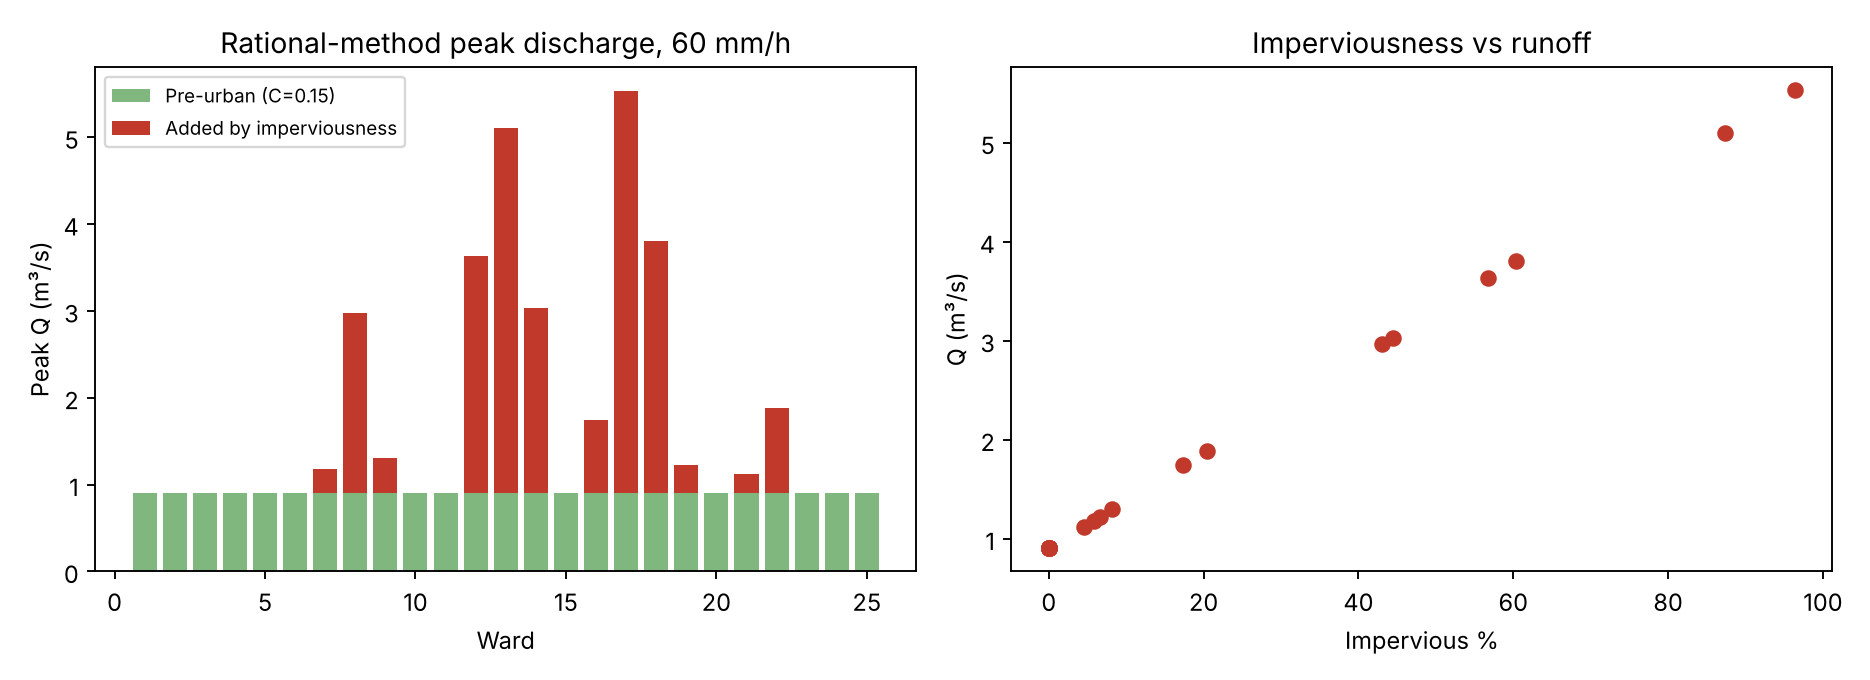 Rational-method peak discharge, 60 mm/h
Pre-urban (C=0.15)
Added by imperviousness
Peak Q (m³/s)
5
4
3
2
1
0
0 5 10 15 20 25
Ward
Imperviousness vs runoff
Q (m³/s)
5
4
3
2
1
0 20 40 60 80 100
Impervious %